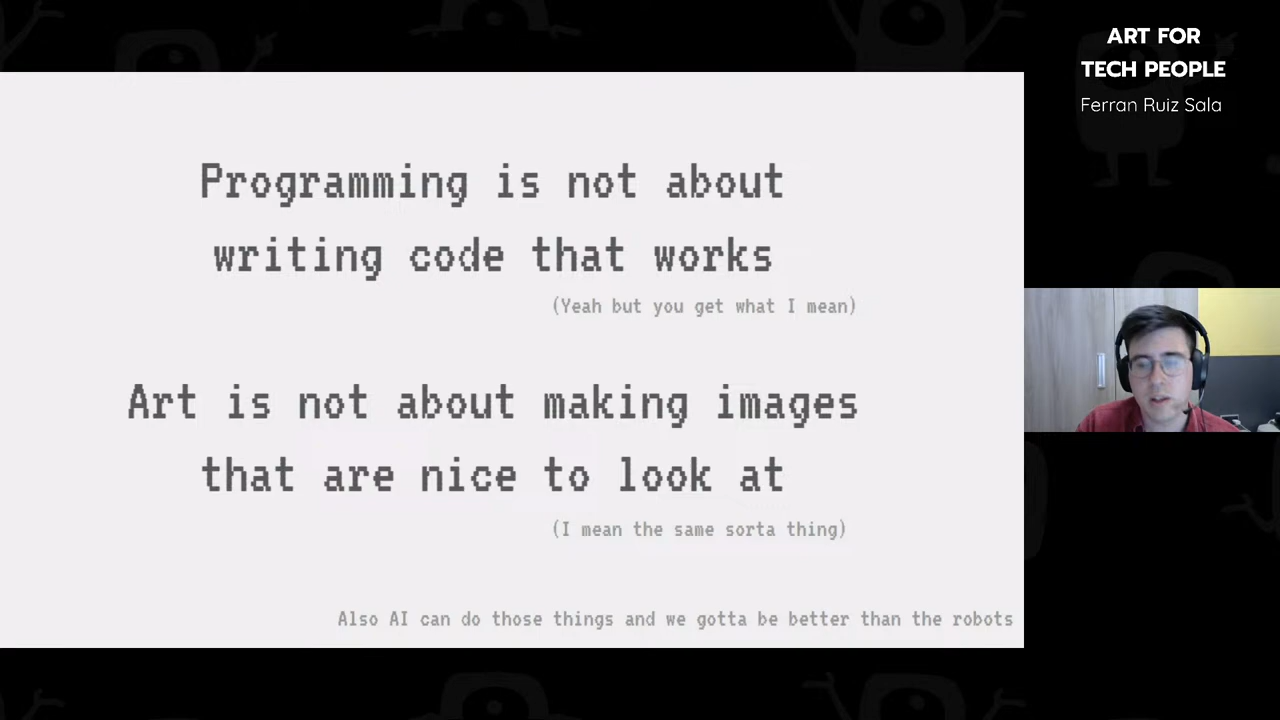 ART FOR
TECH PEOPLE
Ferran Ruiz Sala
Programming is not about
writing code that works
(Yeah but you get what I mean)
Art is not about making images
that are nice to look at
(I mean the same sorta thing)
Also AI can do those things and we gotta be better than the robots